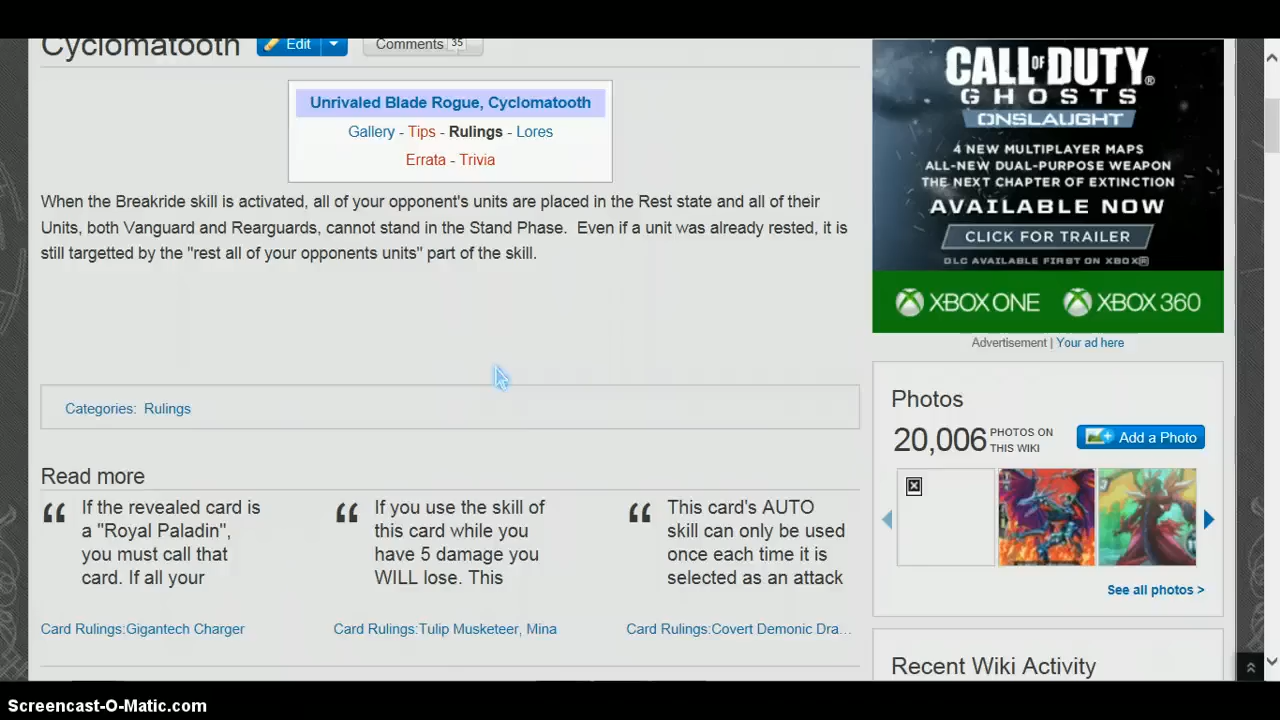 Cyclomatooth
Edit
Comments 35
Unrivaled Blade Rogue, Cyclomatooth
Gallery - Tips - Rulings - Lores
Errata - Trivia
When the Breakride skill is activated, all of your opponent's units are placed in the Rest state and all of their
Units, both Vanguard and Rearguards, cannot stand in the Stand Phase. Even if a unit was already rested, it is
still targetted by the "rest all of your opponents units" part of the skill.
Categories: Rulings
Read more
“ If the revealed card is
a "Royal Paladin",
you must call that
card. If all your
Card Rulings:Gigantech Charger
“ If you use the skill of
this card while you
have 5 damage you
WILL lose. This
Card Rulings:Tulip Musketeer, Mina
“ This card's AUTO
skill can only be used
once each time it is
selected as an attack
Card Rulings:Covert Demonic Dra...
CALL OF DUTY®
GHOSTS
ONSLAUGHT
4 NEW MULTIPLAYER MAPS
ALL-NEW DUAL-PURPOSE WEAPON
THE NEXT CHAPTER OF EXTINCTION
AVAILABLE NOW
CLICK FOR TRAILER
DLC AVAILABLE FIRST ON XBOX®
XBOX ONE XBOX 360
Advertisement | Your ad here
Photos
20,006 PHOTOS ON
THIS WIKI
Add a Photo
See all photos >
Recent Wiki Activity
Screencast-O-Matic.com